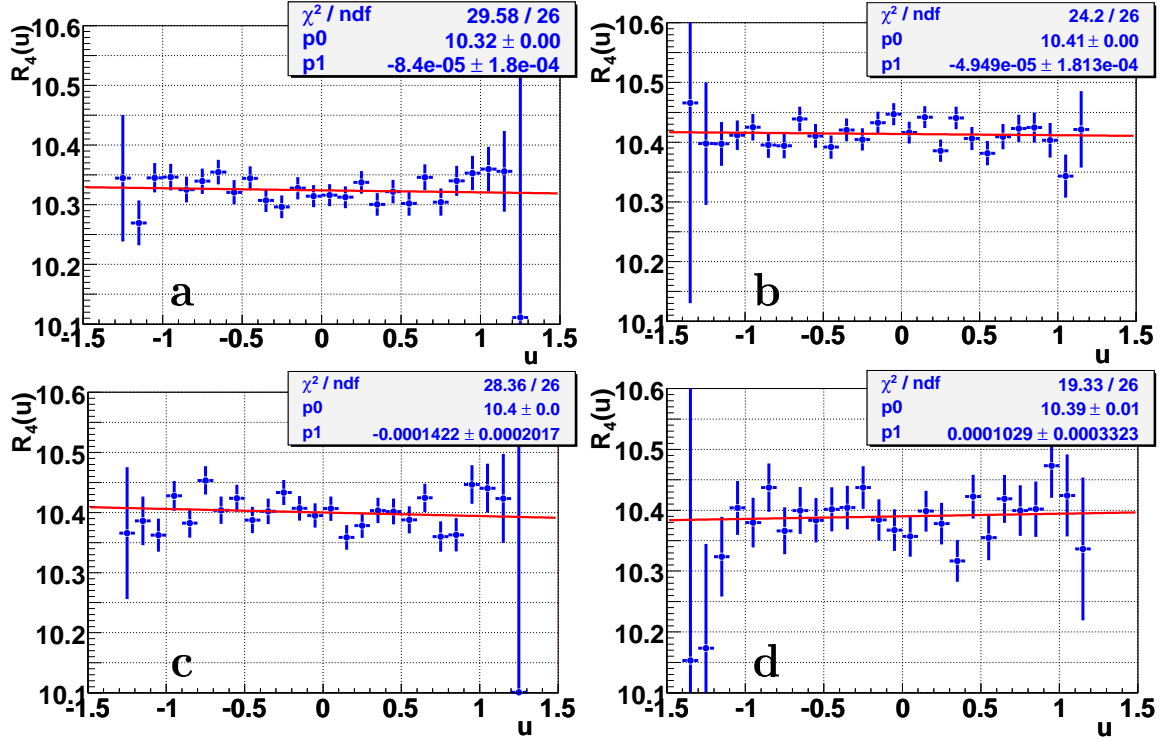 χ² / ndf 29.58 / 26
p0 10.32 ± 0.00
p1 -8.4e-05 ± 1.8e-04
R₄(u)
10.6
10.5
10.4
10.3
10.2
10.1
a
-1.5 -1 -0.5 0 0.5 1 1.5
u
χ² / ndf 24.2 / 26
p0 10.41 ± 0.00
p1 -4.949e-05 ± 1.813e-04
R₄(u)
10.6
10.5
10.4
10.3
10.2
10.1
b
-1.5 -1 -0.5 0 0.5 1 1.5
u
χ² / ndf 28.36 / 26
p0 10.4 ± 0.0
p1 -0.0001422 ± 0.0002017
R₄(u)
10.6
10.5
10.4
10.3
10.2
10.1
c
-1.5 -1 -0.5 0 0.5 1 1.5
u
χ² / ndf 19.33 / 26
p0 10.39 ± 0.01
p1 0.0001029 ± 0.0003323
R₄(u)
10.6
10.5
10.4
10.3
10.2
10.1
d
-1.5 -1 -0.5 0 0.5 1 1.5
u